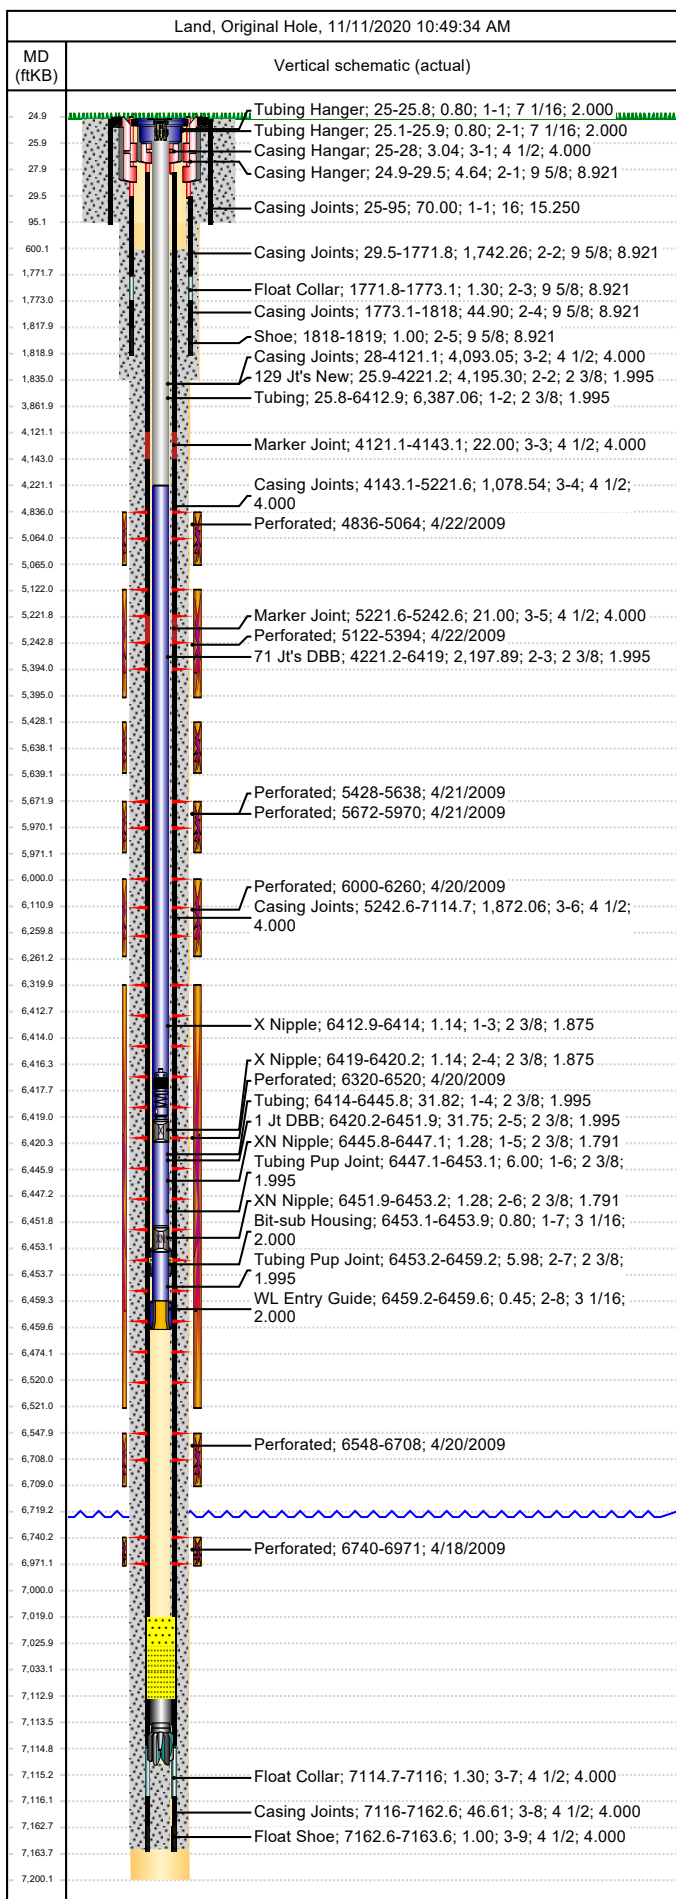 Land, Original Hole, 11/11/2020 10:49:34 AM
MD
(ftKB)
Vertical schematic (actual)
24.9
25.9
27.9
29.5
95.1
600.1
1,771.7
1,773.0
1,817.9
1,818.9
1,835.0
3,861.9
4,121.1
4,143.0
4,221.1
4,836.0
5,064.0
5,065.0
5,122.0
5,221.8
5,242.8
5,394.0
5,395.0
5,428.1
5,638.1
5,639.1
5,671.9
5,970.1
5,971.1
6,000.0
6,110.9
6,259.8
6,261.2
6,319.9
6,412.7
6,414.0
6,416.3
6,417.7
6,419.0
6,420.3
6,445.9
6,447.2
6,451.8
6,453.1
6,453.7
6,459.3
6,459.6
6,474.1
6,520.0
6,521.0
6,547.9
6,708.0
6,709.0
6,719.2
6,740.2
6,971.1
7,000.0
7,019.0
7,025.9
7,033.1
7,112.9
7,113.5
7,114.8
7,115.2
7,116.1
7,162.7
7,163.7
7,200.1
Tubing Hanger; 25-25.8; 0.80; 1-1; 7 1/16; 2.000
Tubing Hanger; 25.1-25.9; 0.80; 2-1; 7 1/16; 2.000
Casing Hangar; 25-28; 3.04; 3-1; 4 1/2; 4.000
Casing Hanger; 24.9-29.5; 4.64; 2-1; 9 5/8; 8.921
Casing Joints; 25-95; 70.00; 1-1; 16; 15.250
Casing Joints; 29.5-1771.8; 1,742.26; 2-2; 9 5/8; 8.921
Float Collar; 1771.8-1773.1; 1.30; 2-3; 9 5/8; 8.921
Casing Joints; 1773.1-1818; 44.90; 2-4; 9 5/8; 8.921
Shoe; 1818-1819; 1.00; 2-5; 9 5/8; 8.921
Casing Joints; 28-4121.1; 4,093.05; 3-2; 4 1/2; 4.000
129 Jt's New; 25.9-4221.2; 4,195.30; 2-2; 2 3/8; 1.995
Tubing; 25.8-6412.9; 6,387.06; 1-2; 2 3/8; 1.995
Marker Joint; 4121.1-4143.1; 22.00; 3-3; 4 1/2; 4.000
Casing Joints; 4143.1-5221.6; 1,078.54; 3-4; 4 1/2;
4.000
Perforated; 4836-5064; 4/22/2009
Marker Joint; 5221.6-5242.6; 21.00; 3-5; 4 1/2; 4.000
Perforated; 5122-5394; 4/22/2009
71 Jt's DBB; 4221.2-6419; 2,197.89; 2-3; 2 3/8; 1.995
Perforated; 5428-5638; 4/21/2009
Perforated; 5672-5970; 4/21/2009
Perforated; 6000-6260; 4/20/2009
Casing Joints; 5242.6-7114.7; 1,872.06; 3-6; 4 1/2;
4.000
X Nipple; 6412.9-6414; 1.14; 1-3; 2 3/8; 1.875
X Nipple; 6419-6420.2; 1.14; 2-4; 2 3/8; 1.875
Perforated; 6320-6520; 4/20/2009
Tubing; 6414-6445.8; 31.82; 1-4; 2 3/8; 1.995
1 Jt DBB; 6420.2-6451.9; 31.75; 2-5; 2 3/8; 1.995
XN Nipple; 6445.8-6447.1; 1.28; 1-5; 2 3/8; 1.791
Tubing Pup Joint; 6447.1-6453.1; 6.00; 1-6; 2 3/8;
1.995
XN Nipple; 6451.9-6453.2; 1.28; 2-6; 2 3/8; 1.791
Bit-sub Housing; 6453.1-6453.9; 0.80; 1-7; 3 1/16;
2.000
Tubing Pup Joint; 6453.2-6459.2; 5.98; 2-7; 2 3/8;
1.995
WL Entry Guide; 6459.2-6459.6; 0.45; 2-8; 3 1/16;
2.000
Perforated; 6548-6708; 4/20/2009
Perforated; 6740-6971; 4/18/2009
Float Collar; 7114.7-7116; 1.30; 3-7; 4 1/2; 4.000
Casing Joints; 7116-7162.6; 46.61; 3-8; 4 1/2; 4.000
Float Shoe; 7162.6-7163.6; 1.00; 3-9; 4 1/2; 4.000